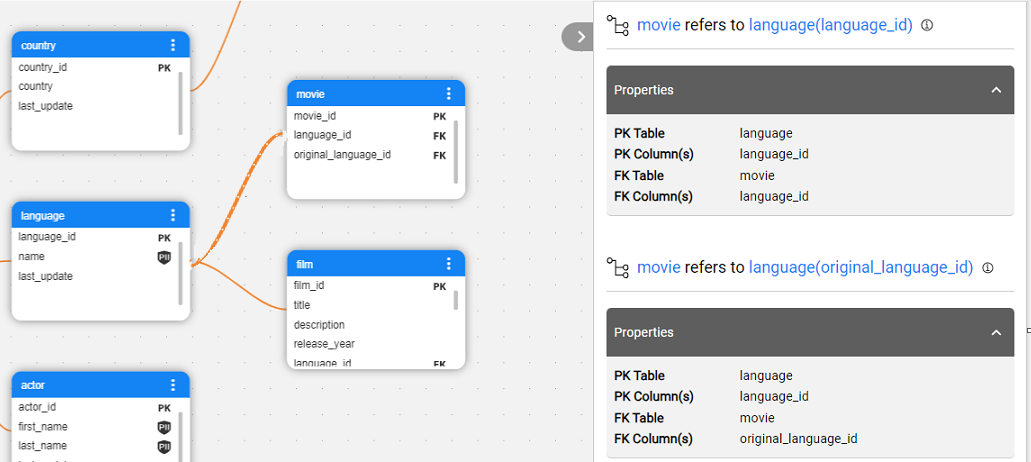 country
country_id PK
country
last_update
movie
movie_id PK
language_id FK
original_language_id FK
language
language_id PK
name PII
last_update
film
film_id PK
title
description
release_year
language_id FK
actor
actor_id PK
first_name PII
last_name PII
movie refers to language(language_id)
Properties
PK Table language
PK Column(s) language_id
FK Table movie
FK Column(s) language_id
movie refers to language(original_language_id)
Properties
PK Table language
PK Column(s) language_id
FK Table movie
FK Column(s) original_language_id